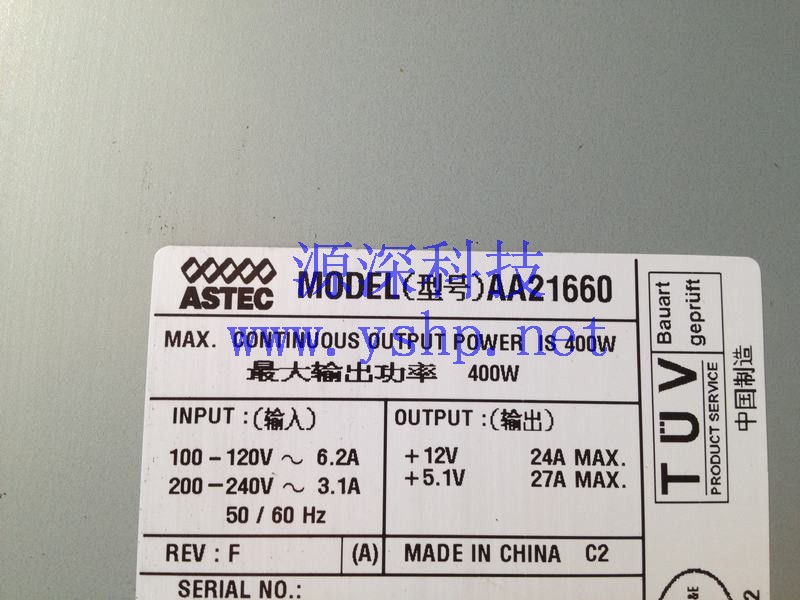 源深科技
www.yshp.net
ASTEC
MODEL(型号)AA21660
MAX. CONTINUOUS OUTPUT POWER IS 400W
最大输出功率 400W
INPUT :(输入)
100 – 120V ~ 6.2A
200 – 240V ~ 3.1A
50 / 60 Hz
OUTPUT :(输出)
+12V 24A MAX.
+5.1V 27A MAX.
REV : F (A) MADE IN CHINA C2
SERIAL NO.:
TÜV
PRODUCT SERVICE
Bauart
geprüft
中国制造